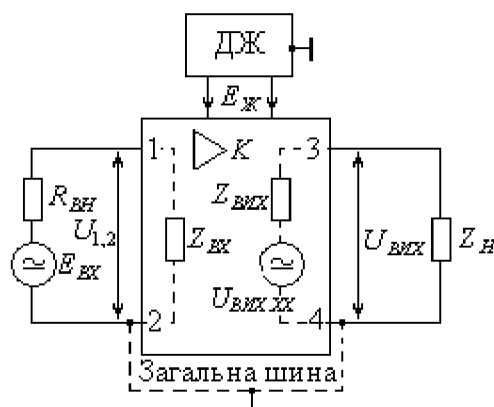 ДЖ
E_Ж
1
K
3
R_ВН
U_1,2
Z_ВХ
Z_ВИХ
E_ВХ
U_ВИХ
Z_Н
U_ВИХ ХХ
2
4
Загальна шина